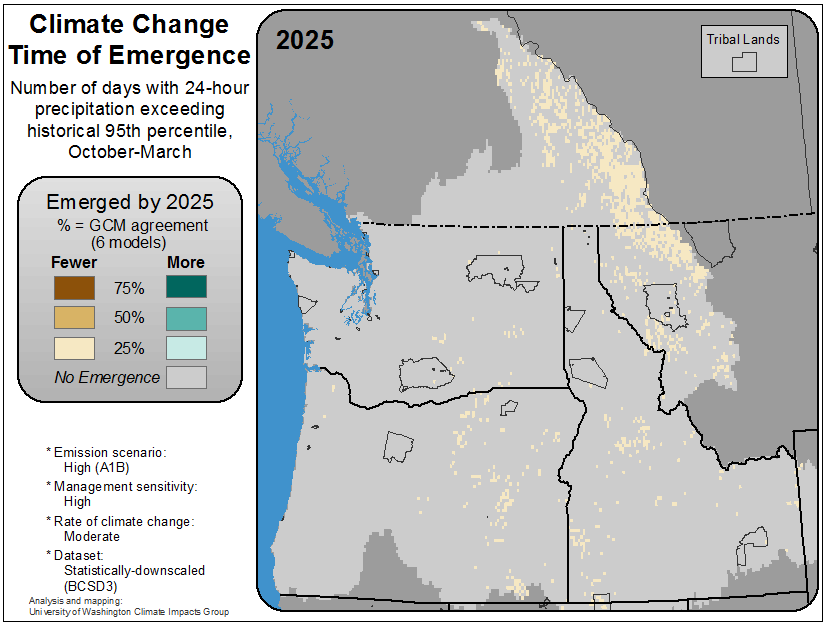 Climate Change
Time of Emergence
Number of days with 24-hour
precipitation exceeding
historical 95th percentile,
October-March
Emerged by 2025
% = GCM agreement
(6 models)
Fewer More
75%
50%
25%
No Emergence
* Emission scenario:
High (A1B)
* Management sensitivity:
High
* Rate of climate change:
Moderate
* Dataset:
Statistically-downscaled
(BCSD3)
Analysis and mapping:
University of Washington Climate Impacts Group
2025
Tribal Lands